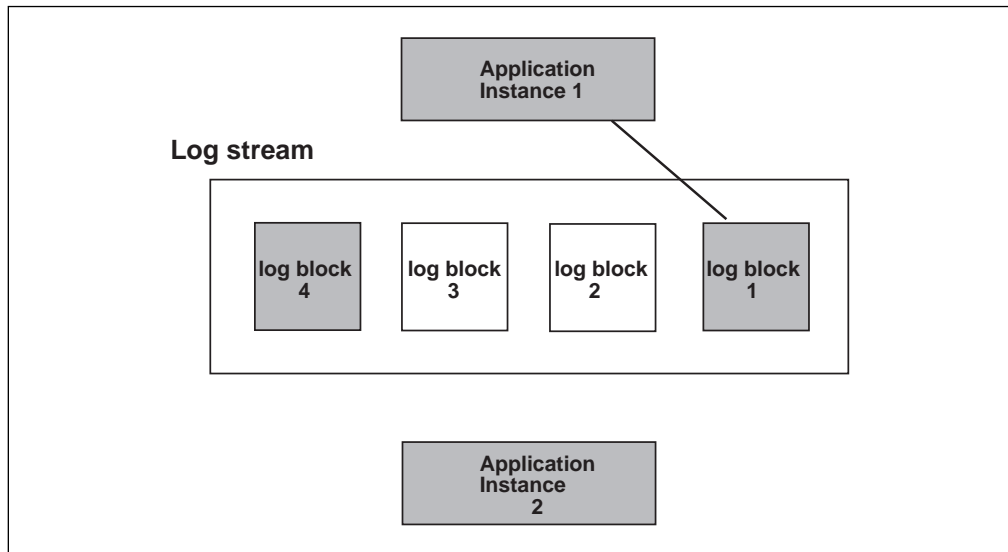 Application
Instance 1
Log stream
log block
4
log block
3
log block
2
log block
1
Application
Instance
2